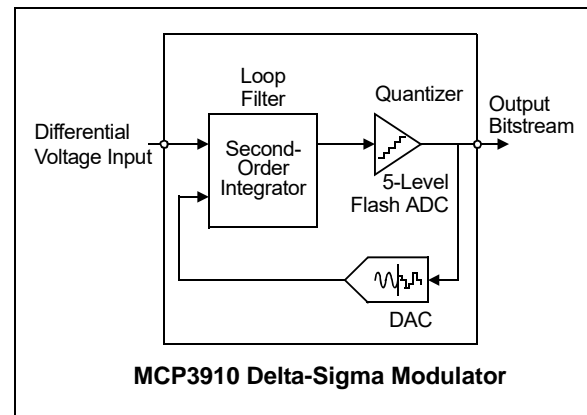 Loop
Filter
Quantizer
Output
Bitstream
Differential
Voltage Input
Second-
Order
Integrator
5-Level
Flash ADC
DAC
MCP3910 Delta-Sigma Modulator